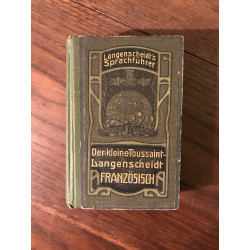 Langenscheidt's
Sprachführer
Der kleine Toussaint-
Langenscheidt
FRANZÖSISCH